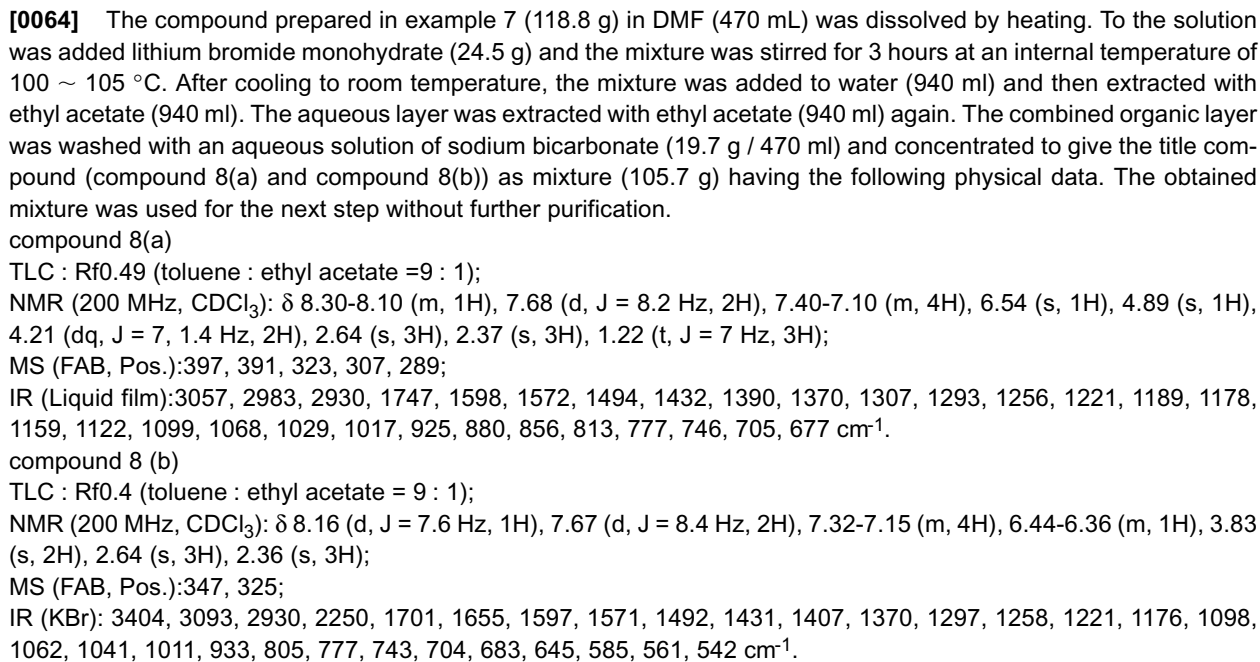 [0064] The compound prepared in example 7 (118.8 g) in DMF (470 mL) was dissolved by heating. To the solution
was added lithium bromide monohydrate (24.5 g) and the mixture was stirred for 3 hours at an internal temperature of
100 ~ 105 °C. After cooling to room temperature, the mixture was added to water (940 ml) and then extracted with
ethyl acetate (940 ml). The aqueous layer was extracted with ethyl acetate (940 ml) again. The combined organic layer
was washed with an aqueous solution of sodium bicarbonate (19.7 g / 470 ml) and concentrated to give the title com-
pound (compound 8(a) and compound 8(b)) as mixture (105.7 g) having the following physical data. The obtained
mixture was used for the next step without further purification.
compound 8(a)
TLC : Rf0.49 (toluene : ethyl acetate =9 : 1);
NMR (200 MHz, CDCl3): δ 8.30-8.10 (m, 1H), 7.68 (d, J = 8.2 Hz, 2H), 7.40-7.10 (m, 4H), 6.54 (s, 1H), 4.89 (s, 1H),
4.21 (dq, J = 7, 1.4 Hz, 2H), 2.64 (s, 3H), 2.37 (s, 3H), 1.22 (t, J = 7 Hz, 3H);
MS (FAB, Pos.):397, 391, 323, 307, 289;
IR (Liquid film):3057, 2983, 2930, 1747, 1598, 1572, 1494, 1432, 1390, 1370, 1307, 1293, 1256, 1221, 1189, 1178,
1159, 1122, 1099, 1068, 1029, 1017, 925, 880, 856, 813, 777, 746, 705, 677 cm-1.
compound 8 (b)
TLC : Rf0.4 (toluene : ethyl acetate = 9 : 1);
NMR (200 MHz, CDCl3): δ 8.16 (d, J = 7.6 Hz, 1H), 7.67 (d, J = 8.4 Hz, 2H), 7.32-7.15 (m, 4H), 6.44-6.36 (m, 1H), 3.83
(s, 2H), 2.64 (s, 3H), 2.36 (s, 3H);
MS (FAB, Pos.):347, 325;
IR (KBr): 3404, 3093, 2930, 2250, 1701, 1655, 1597, 1571, 1492, 1431, 1407, 1370, 1297, 1258, 1221, 1176, 1098,
1062, 1041, 1011, 933, 805, 777, 743, 704, 683, 645, 585, 561, 542 cm-1.